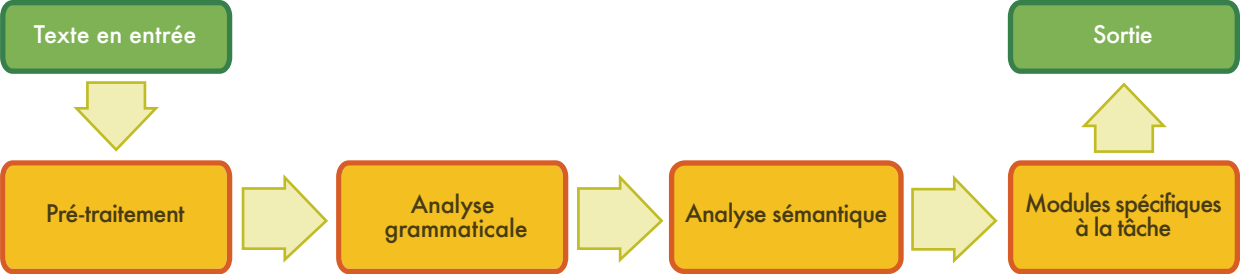 Texte en entrée
Sortie
Pré-traitement
Analyse
grammaticale
Analyse sémantique
Modules spécifiques
à la tâche